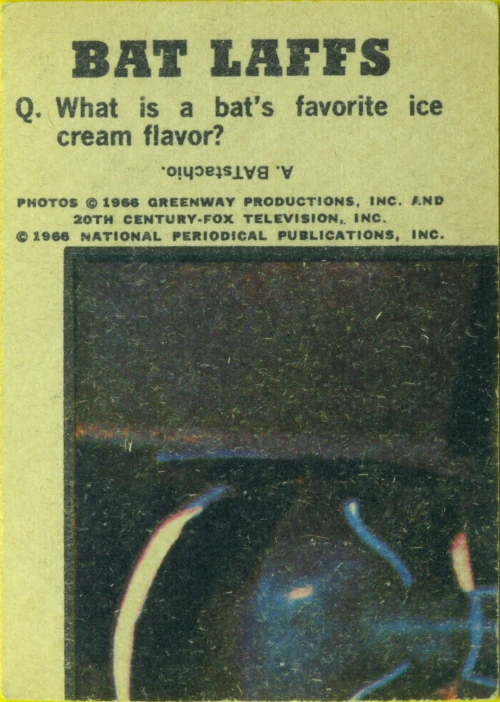 BAT LAFFS
Q. What is a bat's favorite ice
cream flavor?
A. BATstachio.
PHOTOS © 1966 GREENWAY PRODUCTIONS, INC. AND
20TH CENTURY-FOX TELEVISION, INC.
© 1966 NATIONAL PERIODICAL PUBLICATIONS, INC.